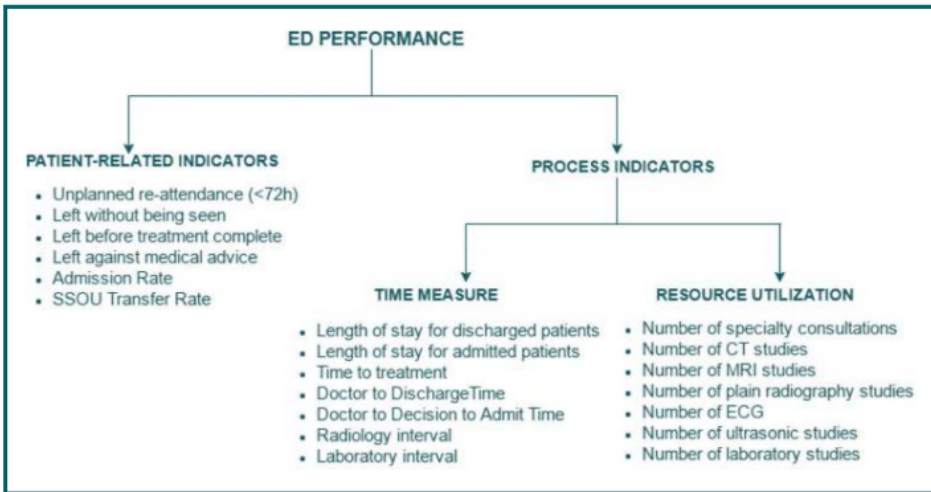 ED PERFORMANCE
PATIENT-RELATED INDICATORS
• Unplanned re-attendance (<72h)
• Left without being seen
• Left before treatment complete
• Left against medical advice
• Admission Rate
• SSOU Transfer Rate
PROCESS INDICATORS
TIME MEASURE
• Length of stay for discharged patients
• Length of stay for admitted patients
• Time to treatment
• Doctor to DischargeTime
• Doctor to Decision to Admit Time
• Radiology interval
• Laboratory interval
RESOURCE UTILIZATION
• Number of specialty consultations
• Number of CT studies
• Number of MRI studies
• Number of plain radiography studies
• Number of ECG
• Number of ultrasonic studies
• Number of laboratory studies